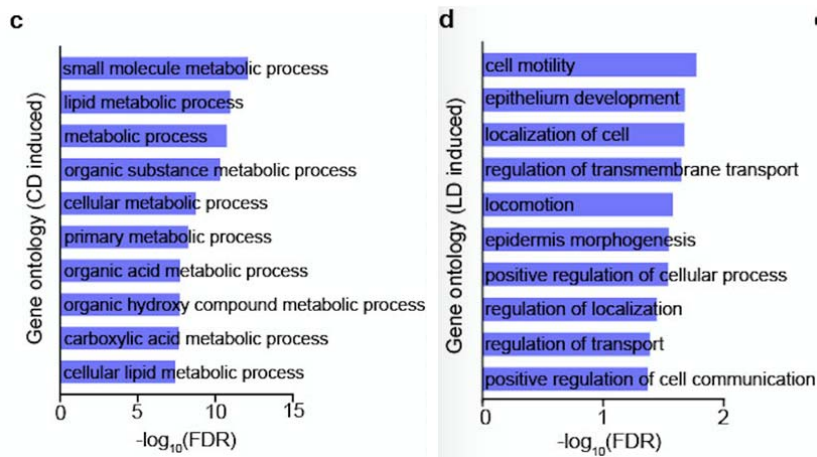 c
Gene ontology (CD induced)
small molecule metabolic process
lipid metabolic process
metabolic process
organic substance metabolic process
cellular metabolic process
primary metabolic process
organic acid metabolic process
organic hydroxy compound metabolic process
carboxylic acid metabolic process
cellular lipid metabolic process
0 5 10 15
-log10(FDR)
d
Gene ontology (LD induced)
cell motility
epithelium development
localization of cell
regulation of transmembrane transport
locomotion
epidermis morphogenesis
positive regulation of cellular process
regulation of localization
regulation of transport
positive regulation of cell communication
0 1 2
-log10(FDR)